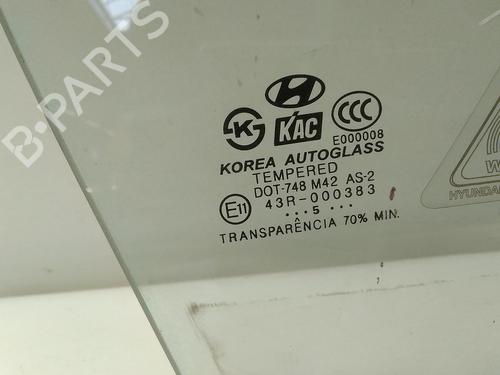 B-PARTS
K KAC CCC
E000008
KOREA AUTOGLASS
TEMPERED
DOT-748 M42 AS-2
E11 43R-000383
...5...
TRANSPARÊNCIA 70% MIN.
HYUNDAI